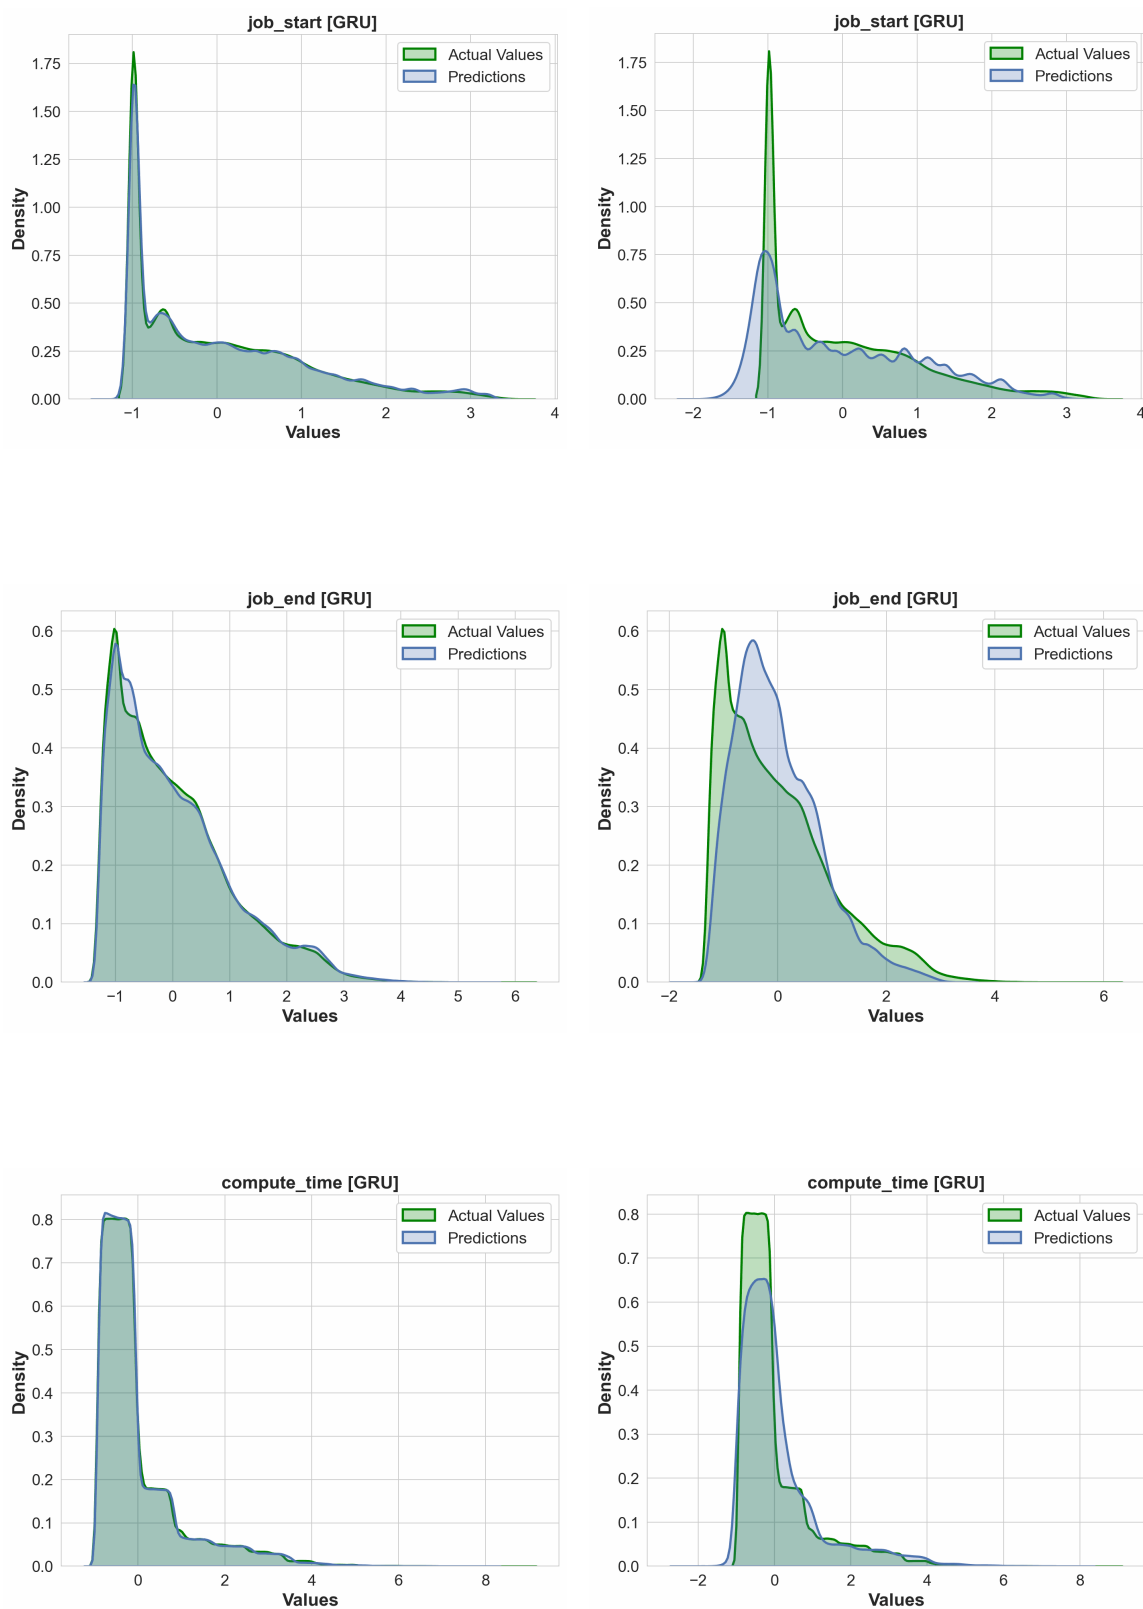 job_start [GRU]
Actual Values
Predictions
Density
1.75
1.50
1.25
1.00
0.75
0.50
0.25
0.00
−1 0 1 2 3 4
Values
job_start [GRU]
Actual Values
Predictions
Density
1.75
1.50
1.25
1.00
0.75
0.50
0.25
0.00
−2 −1 0 1 2 3 4
Values
job_end [GRU]
Actual Values
Predictions
Density
0.6
0.5
0.4
0.3
0.2
0.1
0.0
−1 0 1 2 3 4 5 6
Values
job_end [GRU]
Actual Values
Predictions
Density
0.6
0.5
0.4
0.3
0.2
0.1
0.0
−2 0 2 4 6
Values
compute_time [GRU]
Actual Values
Predictions
Density
0.8
0.7
0.6
0.5
0.4
0.3
0.2
0.1
0.0
0 2 4 6 8
Values
compute_time [GRU]
Actual Values
Predictions
Density
0.8
0.7
0.6
0.5
0.4
0.3
0.2
0.1
0.0
−2 0 2 4 6 8
Values